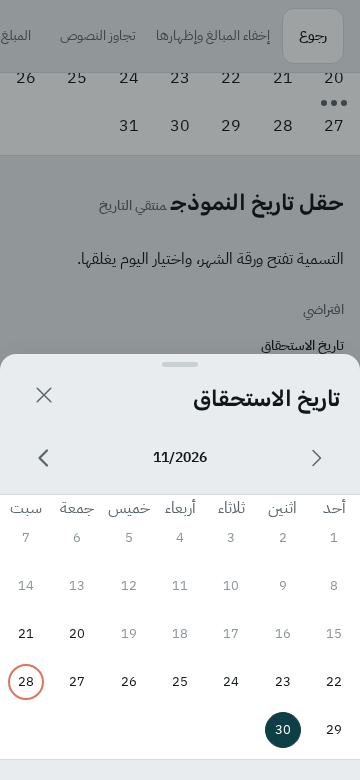 رجوع إخفاء المبالغ وإظهارها تجاوز النصوص المبلغ
20 21 22 23 24 25 26
27 28 29 30 31
حقل تاريخ النموذج منتقي التاريخ
التسمية تفتح ورقة الشهر، واختيار اليوم يغلقها.
افتراضي
تاريخ الاستحقاق
تاريخ الاستحقاق
11/2026
أحد اثنين ثلاثاء أربعاء خميس جمعة سبت
1 2 3 4 5 6 7
8 9 10 11 12 13 14
15 16 17 18 19 20 21
22 23 24 25 26 27 28
29 30